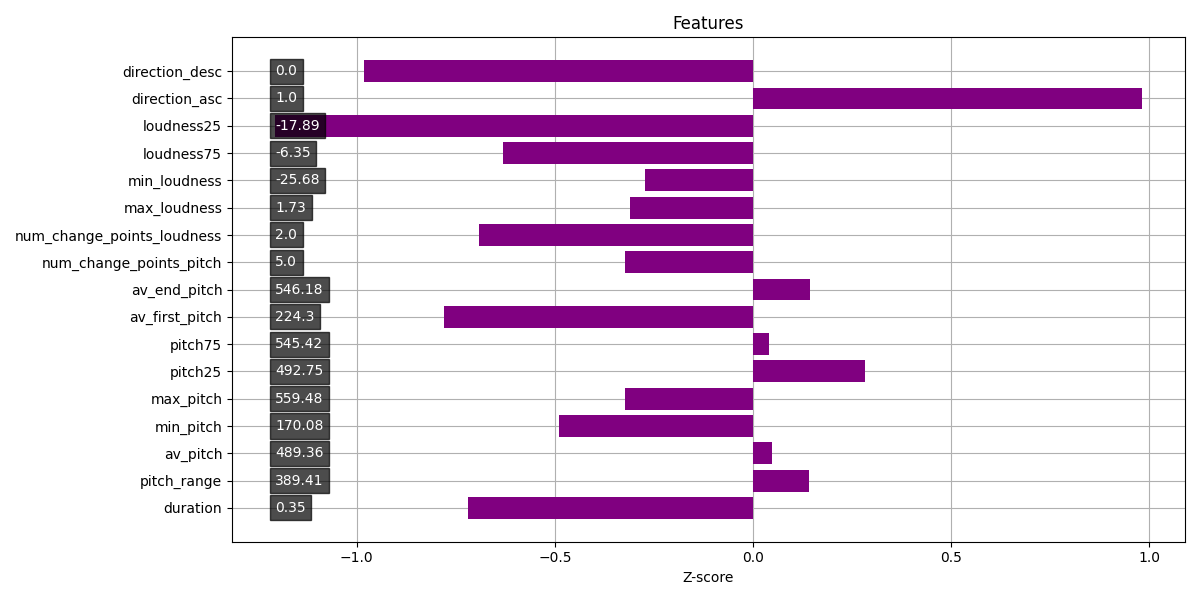 Features
direction_desc 0.0
direction_asc 1.0
loudness25 -17.89
loudness75 -6.35
min_loudness -25.68
max_loudness 1.73
num_change_points_loudness 2.0
num_change_points_pitch 5.0
av_end_pitch 546.18
av_first_pitch 224.3
pitch75 545.42
pitch25 492.75
max_pitch 559.48
min_pitch 170.08
av_pitch 489.36
pitch_range 389.41
duration 0.35
−1.0 −0.5 0.0 0.5 1.0
Z-score